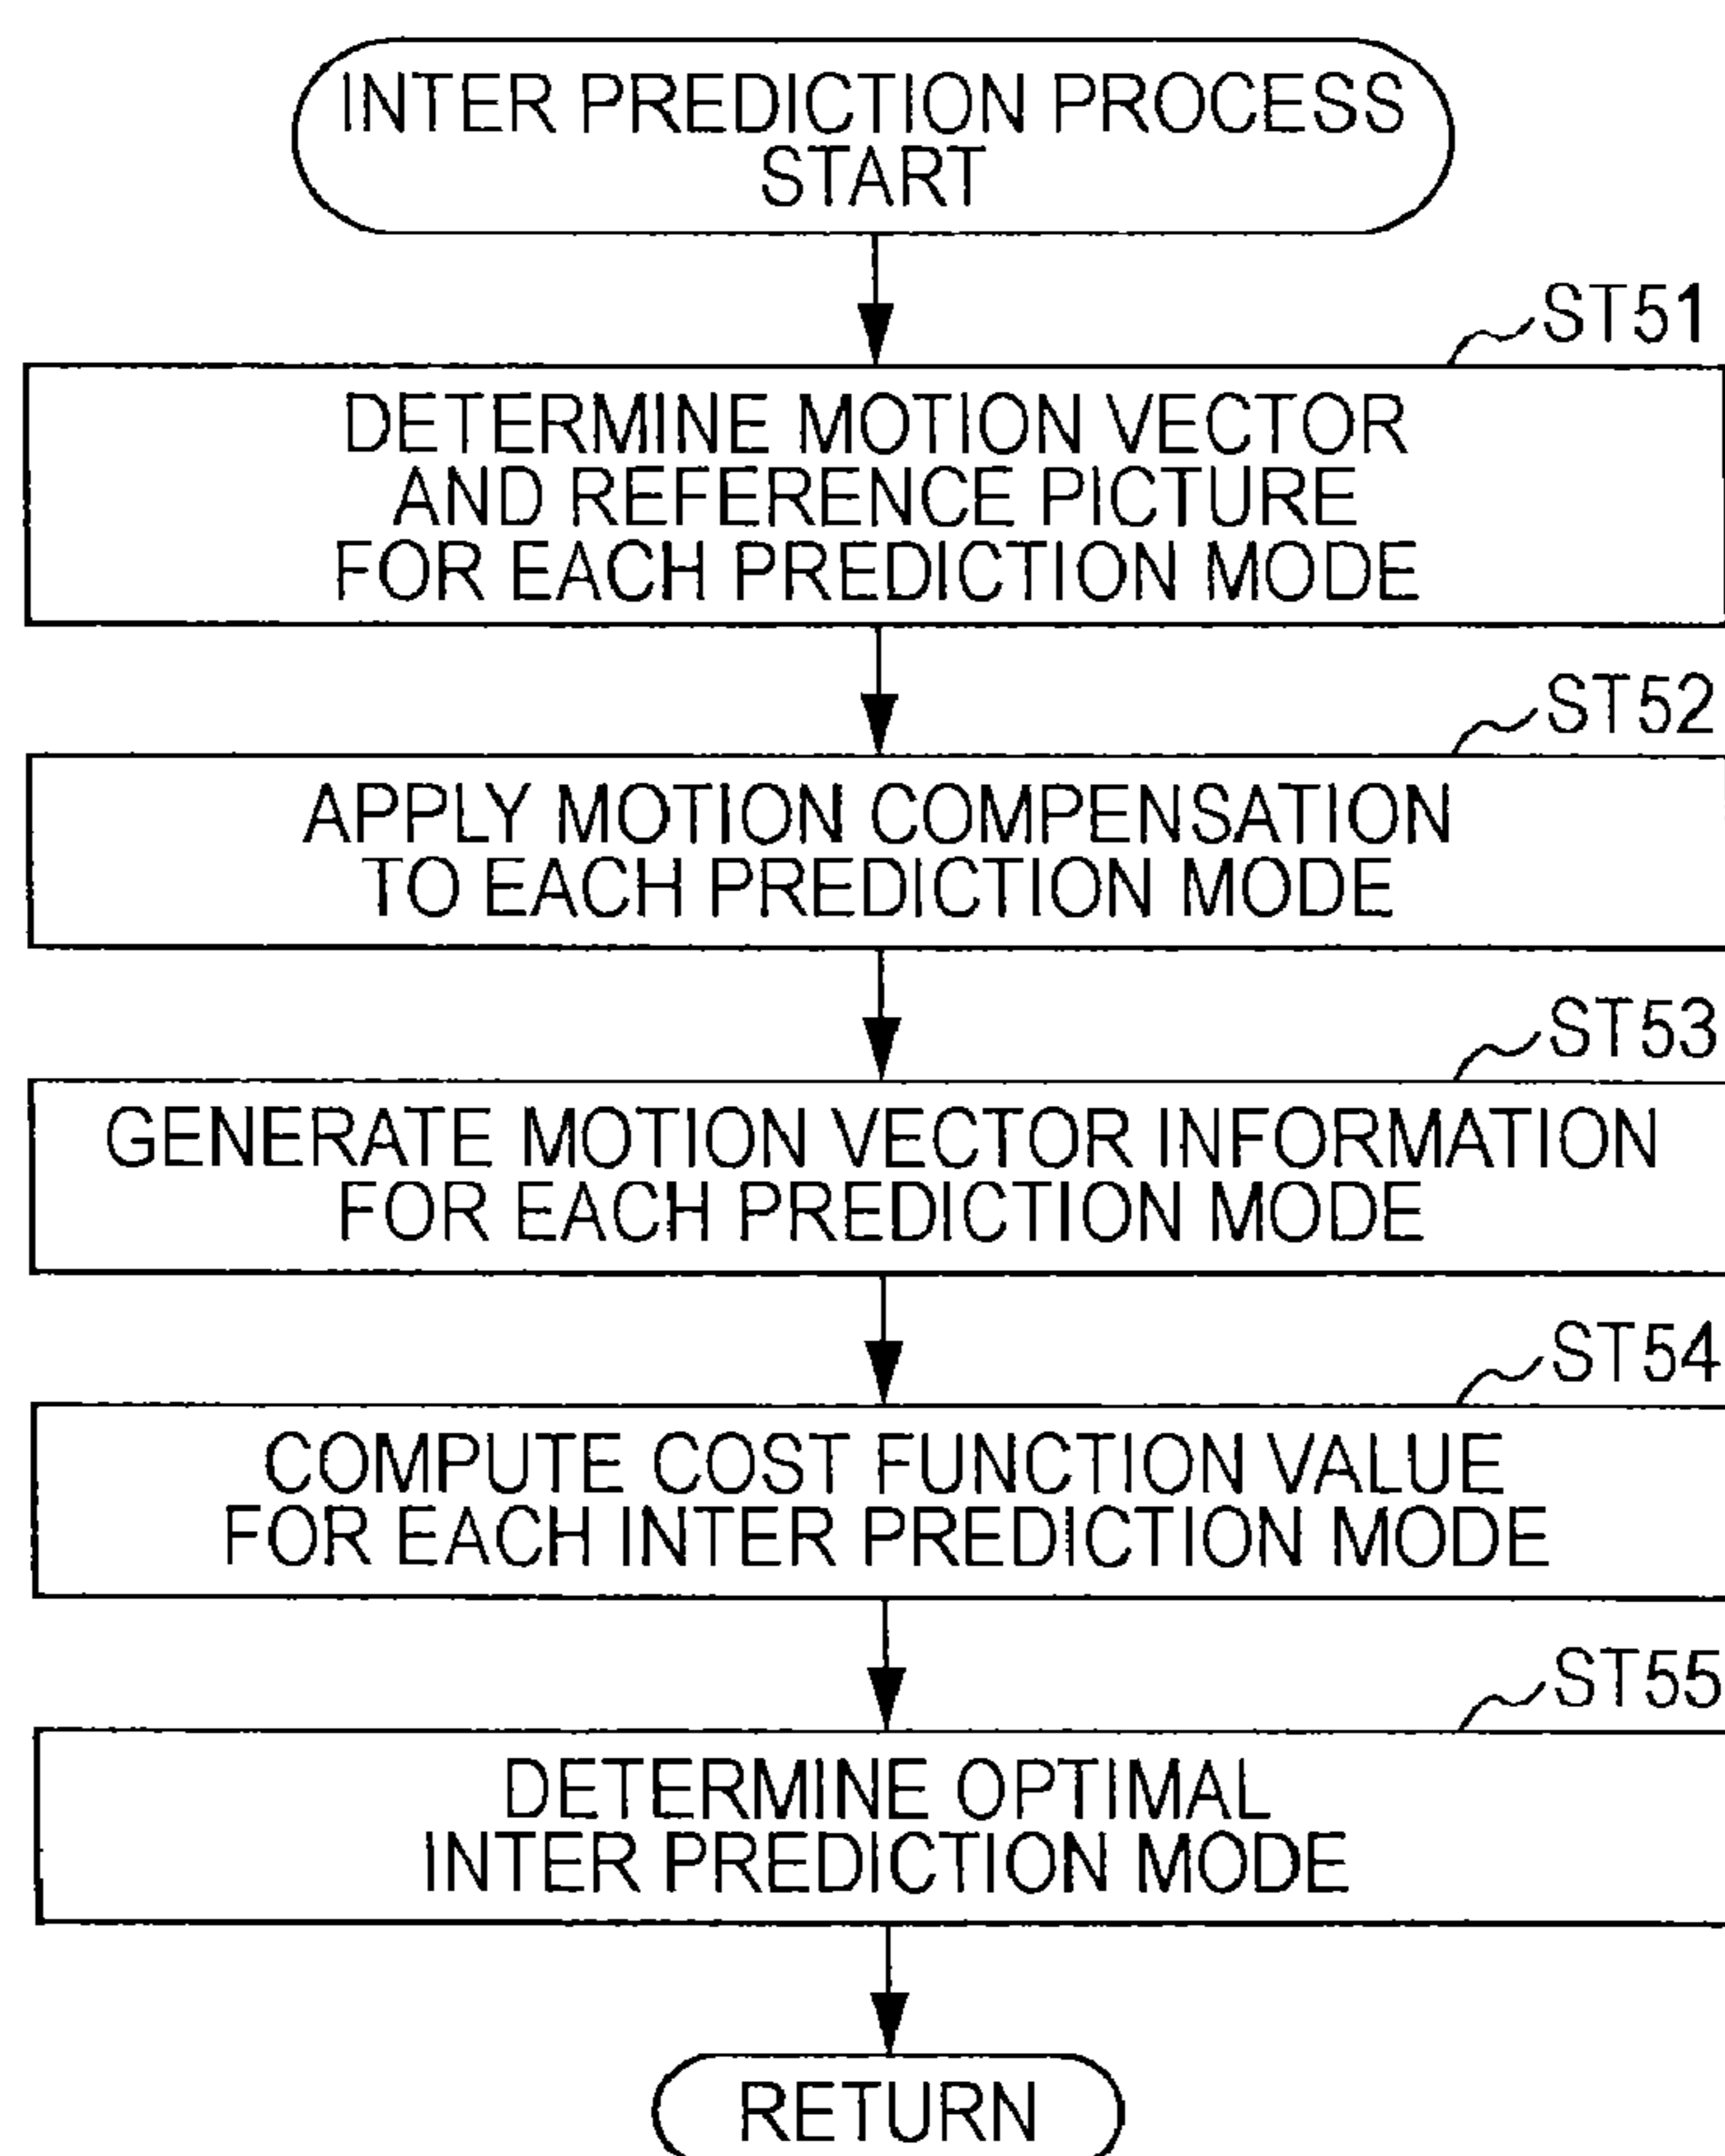 INTER PREDICTION PROCESS
START
ST51
DETERMINE MOTION VECTOR
AND REFERENCE PICTURE
FOR EACH PREDICTION MODE
ST52
APPLY MOTION COMPENSATION
TO EACH PREDICTION MODE
ST53
GENERATE MOTION VECTOR INFORMATION
FOR EACH PREDICTION MODE
ST54
COMPUTE COST FUNCTION VALUE
FOR EACH INTER PREDICTION MODE
ST55
DETERMINE OPTIMAL
INTER PREDICTION MODE
RETURN